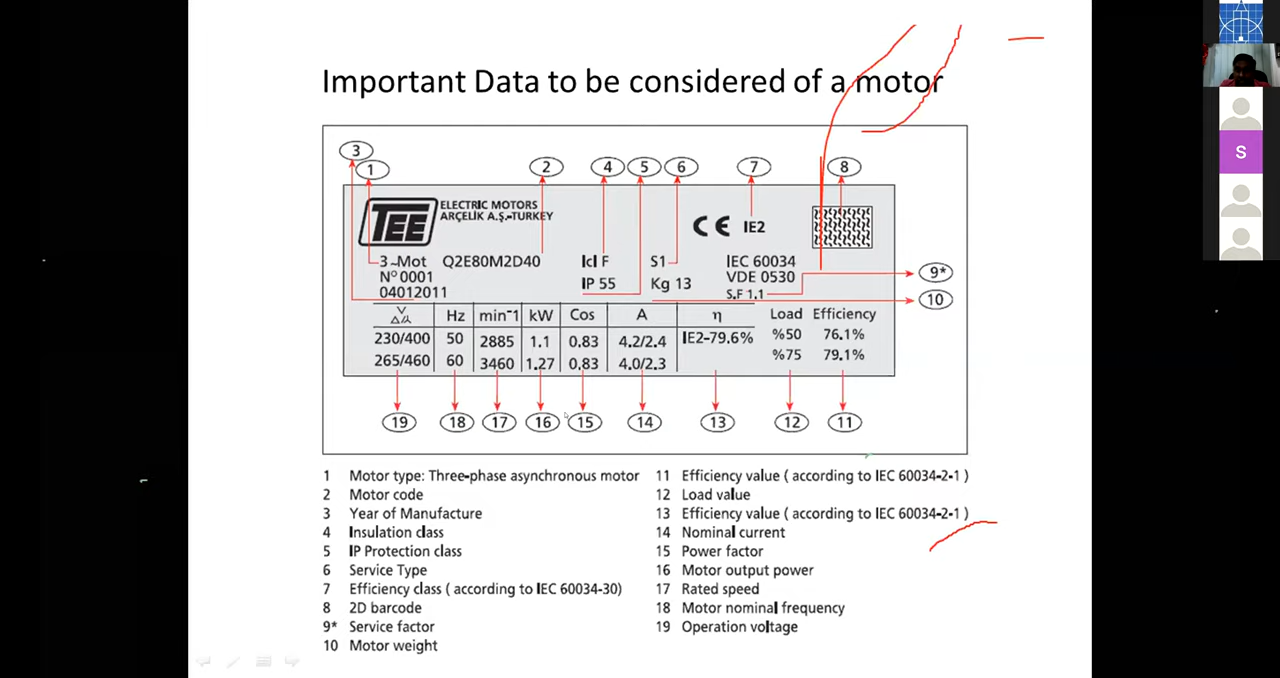 Important Data to be considered of a motor
3
1
2
4
5
6
7
8
TEE
ELECTRIC MOTORS
ARÇELİK A.Ş.-TURKEY
IE2
3~Mot Q2E80M2D40 Icl F S1 IEC 60034
N° 0001 IP 55 Kg 13 VDE 0530
04012011 S.F 1.1
9*
10
V Hz min⁻¹ kW Cos A η Load Efficiency
230/400 50 2885 1.1 0.83 4.2/2.4 IE2-79.6% %50 76.1%
265/460 60 3460 1.27 0.83 4.0/2.3 %75 79.1%
19 18 17 16 15 14 13 12 11
1 Motor type: Three-phase asynchronous motor
2 Motor code
3 Year of Manufacture
4 Insulation class
5 IP Protection class
6 Service Type
7 Efficiency class ( according to IEC 60034-30)
8 2D barcode
9* Service factor
10 Motor weight
11 Efficiency value ( according to IEC 60034-2-1 )
12 Load value
13 Efficiency value ( according to IEC 60034-2-1 )
14 Nominal current
15 Power factor
16 Motor output power
17 Rated speed
18 Motor nominal frequency
19 Operation voltage
S